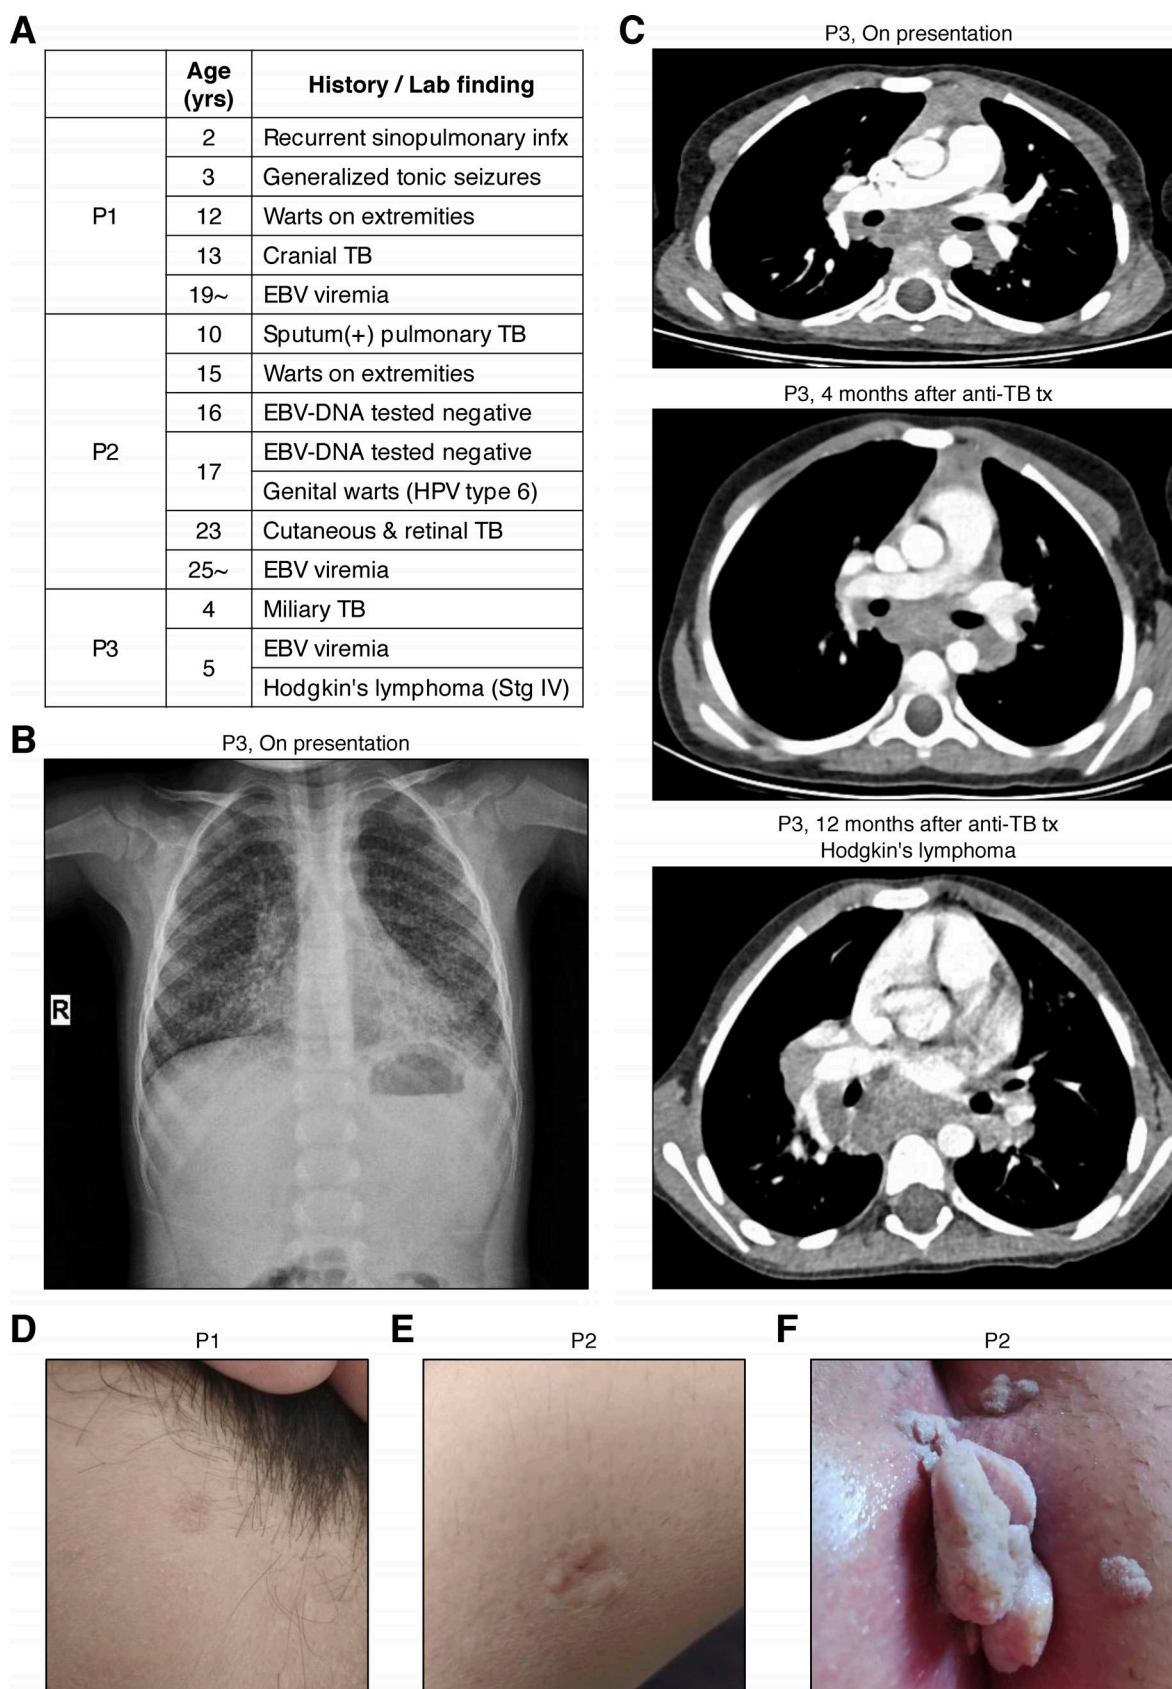 A
Age
(yrs)
History / Lab finding
P1
2
Recurrent sinopulmonary infx
3
Generalized tonic seizures
12
Warts on extremities
13
Cranial TB
19~
EBV viremia
P2
10
Sputum(+) pulmonary TB
15
Warts on extremities
16
EBV-DNA tested negative
17
EBV-DNA tested negative
Genital warts (HPV type 6)
23
Cutaneous & retinal TB
25~
EBV viremia
P3
4
Miliary TB
5
EBV viremia
Hodgkin's lymphoma (Stg IV)
B
P3, On presentation
R
C
P3, On presentation
P3, 4 months after anti-TB tx
P3, 12 months after anti-TB tx
Hodgkin's lymphoma
D
P1
E
P2
F
P2